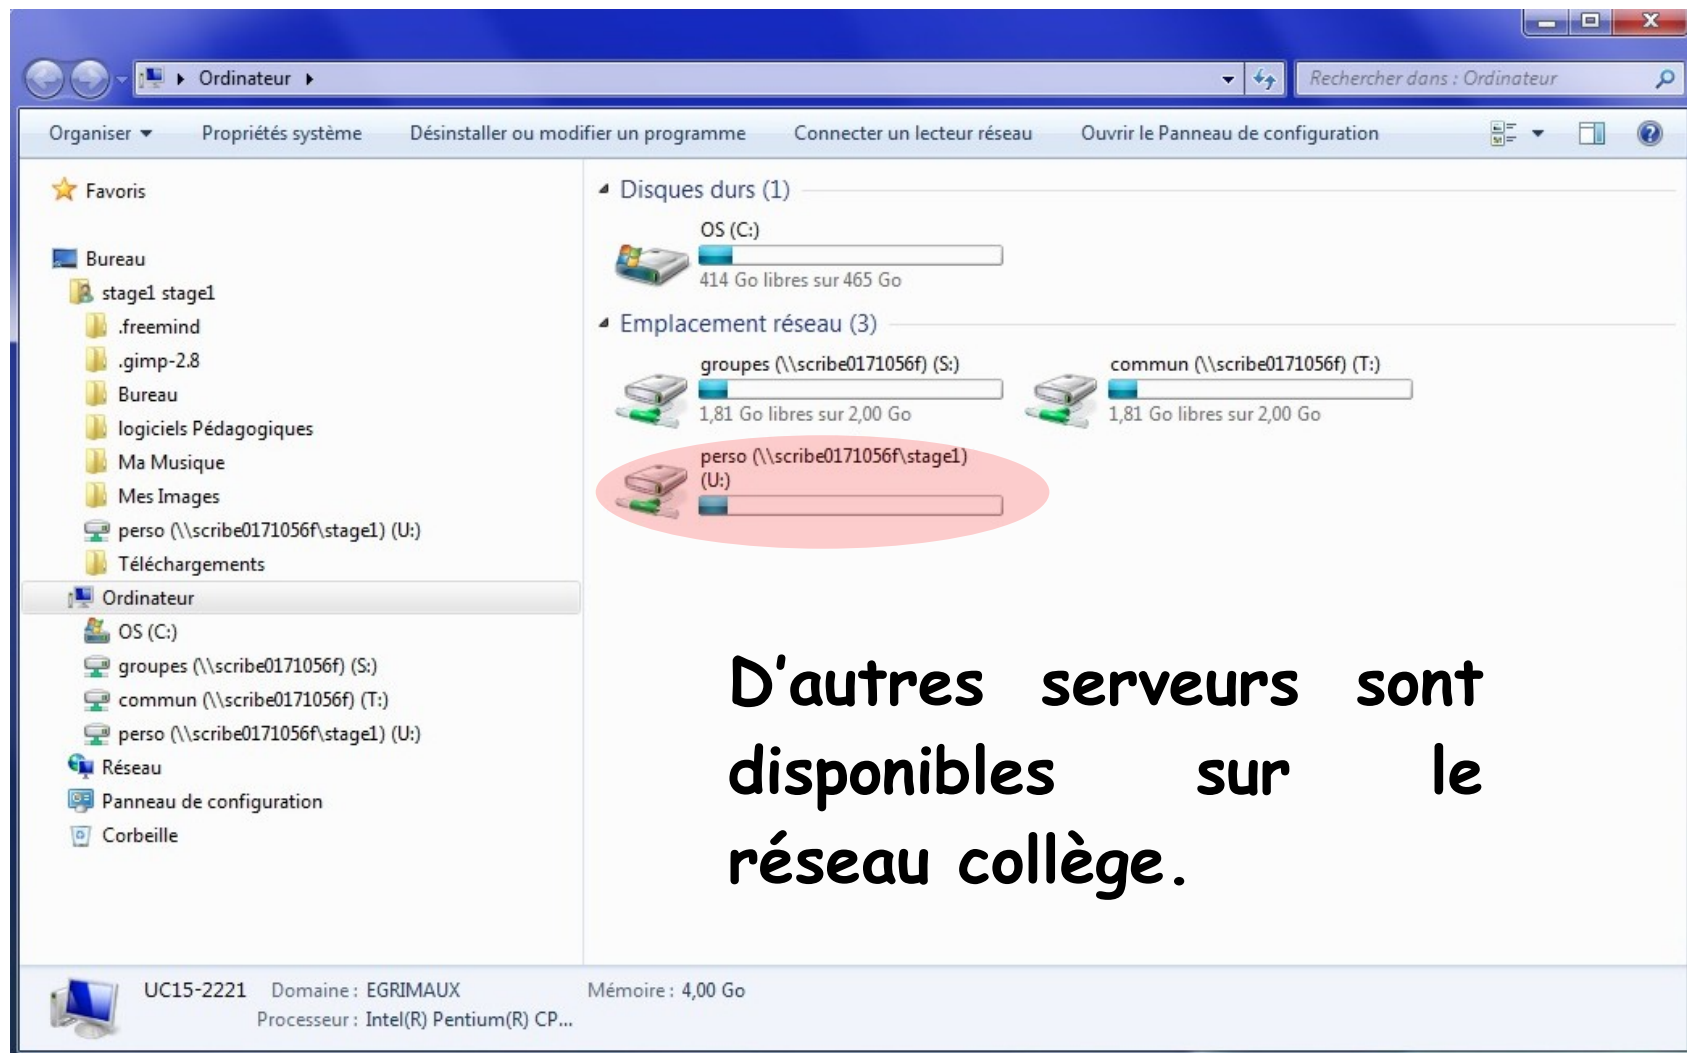 Ordinateur
Rechercher dans : Ordinateur
Organiser Propriétés système Désinstaller ou modifier un programme Connecter un lecteur réseau Ouvrir le Panneau de configuration
Favoris
Bureau
stage1 stage1
.freemind
.gimp-2.8
Bureau
logiciels Pédagogiques
Ma Musique
Mes Images
perso (\\scribe0171056f\stage1) (U:)
Téléchargements
Ordinateur
OS (C:)
groupes (\\scribe0171056f) (S:)
commun (\\scribe0171056f) (T:)
perso (\\scribe0171056f\stage1) (U:)
Réseau
Panneau de configuration
Corbeille
Disques durs (1)
OS (C:)
414 Go libres sur 465 Go
Emplacement réseau (3)
groupes (\\scribe0171056f) (S:)
1,81 Go libres sur 2,00 Go
commun (\\scribe0171056f) (T:)
1,81 Go libres sur 2,00 Go
perso (\\scribe0171056f\stage1)
(U:)
D'autres serveurs sont
disponibles sur le
réseau collège.
UC15-2221 Domaine : EGRIMAUX Mémoire : 4,00 Go
Processeur : Intel(R) Pentium(R) CP...